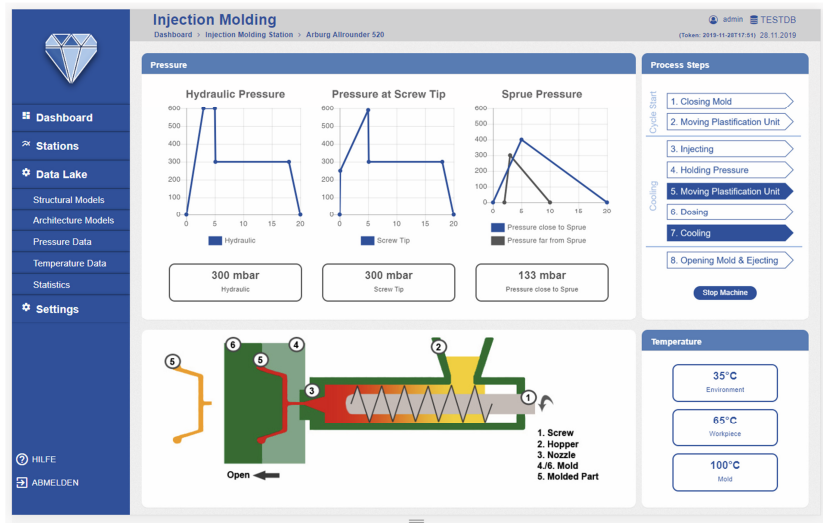 Injection Molding
Dashboard > Injection Molding Station > Arburg Allrounder 520
admin TESTDB
(Token: 2019-11-28T17:51) 28.11.2019
Dashboard
Stations
Data Lake
Structural Models
Architecture Models
Pressure Data
Temperature Data
Statistics
Settings
HILFE
ABMELDEN
Pressure
Hydraulic Pressure
600
500
400
300
200
100
0
0 5 10 15 20
Hydraulic
300 mbar
Hydraulic
Pressure at Screw Tip
600
500
400
300
200
100
0
0 5 10 15 20
Screw Tip
300 mbar
Screw Tip
Sprue Pressure
600
500
400
300
200
100
0
0 5 10 15 20
Pressure close to Sprue
Pressure far from Sprue
133 mbar
Pressure close to Sprue
Process Steps
Cycle Start
1. Closing Mold
2. Moving Plastification Unit
Cooling
3. Injecting
4. Holding Pressure
5. Moving Plastification Unit
6. Dosing
7. Cooling
8. Opening Mold & Ejecting
Stop Machine
5
6
5
4
3
2
1
Open
1. Screw
2. Hopper
3. Nozzle
4./6. Mold
5. Molded Part
Temperature
35°C
Environment
65°C
Workpiece
100°C
Mold